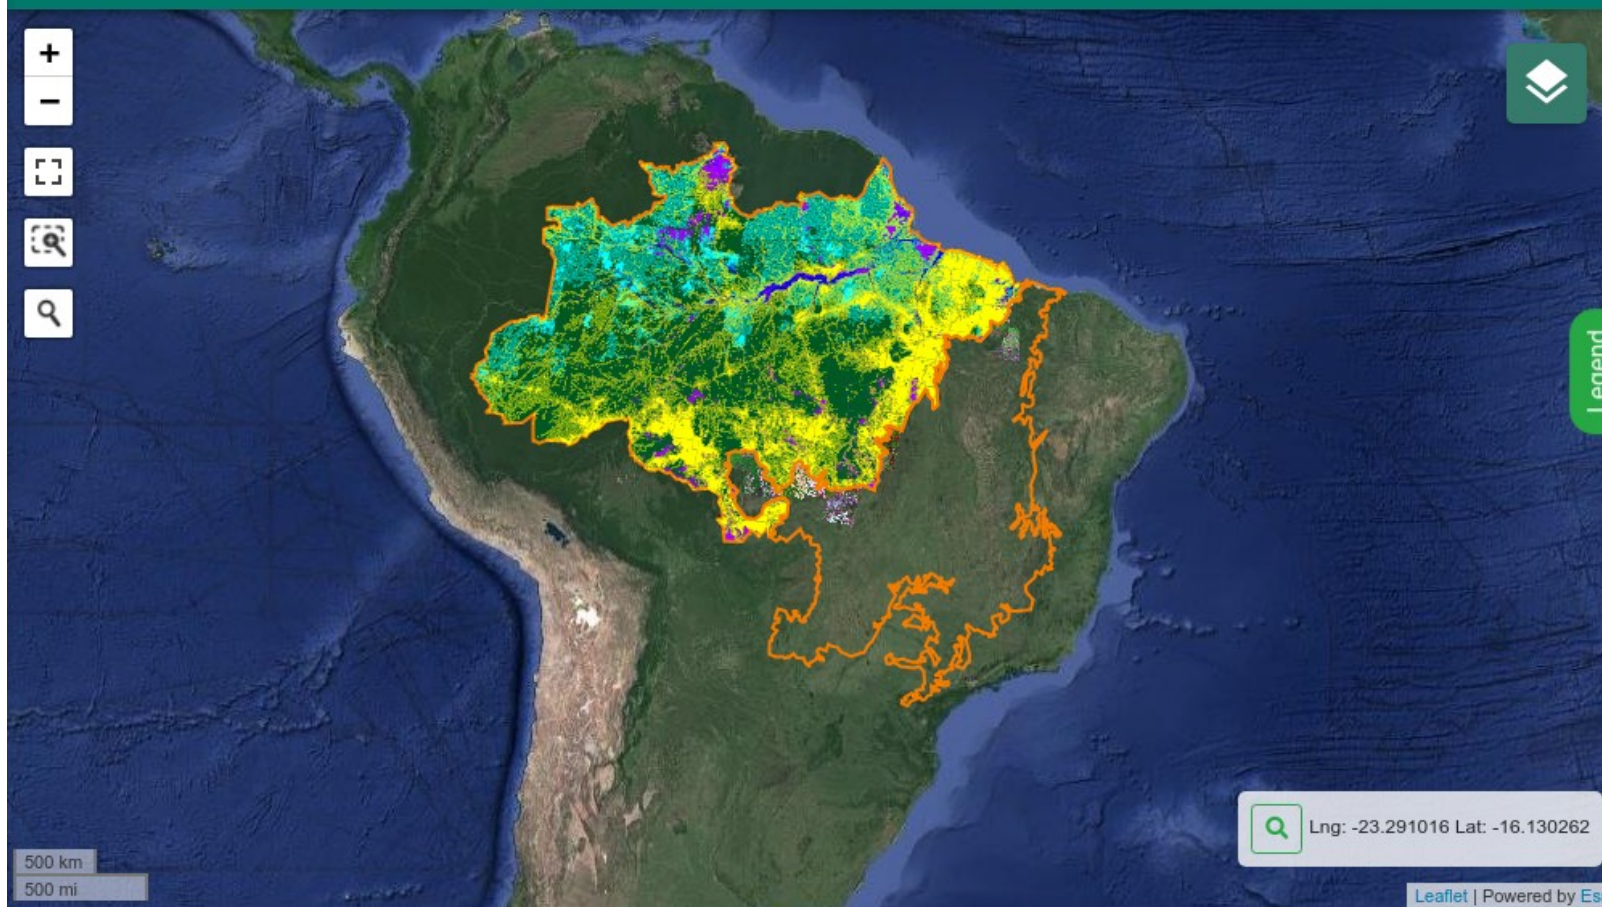 +
−
Legend
Lng: -23.291016 Lat: -16.130262
500 km
500 mi
Leaflet | Powered by Es